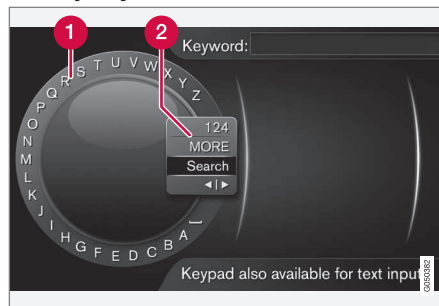 1
2
Keyword:
A B C D E F G H I J K L M N O P Q R S T U V W X Y Z
124
MORE
Search
◄|►
Keypad also available for text input
G050382